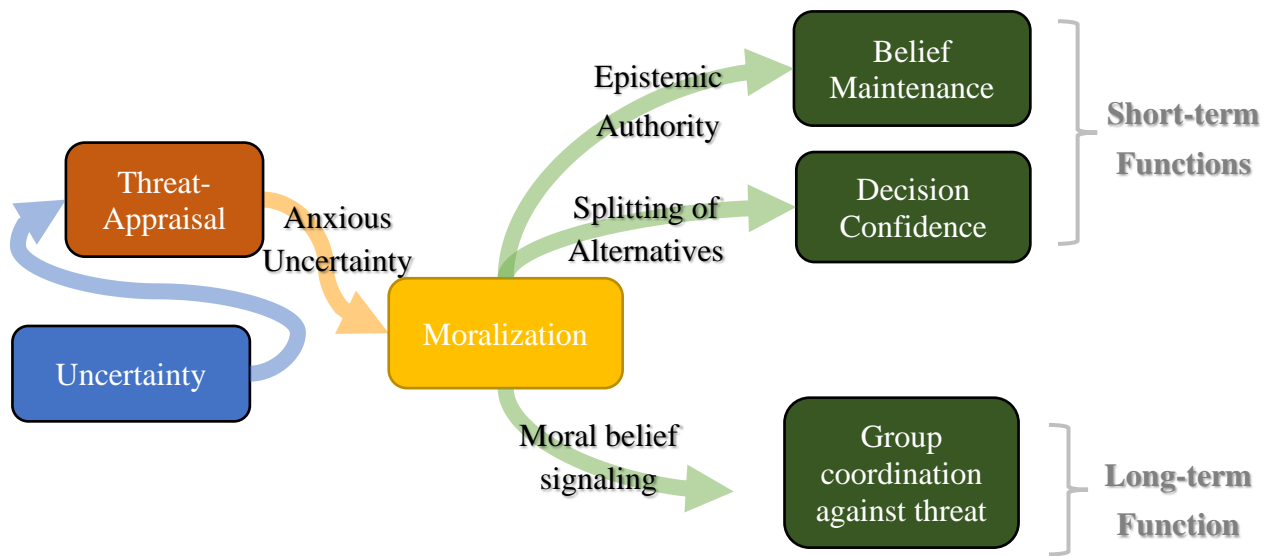 Uncertainty
Threat-
Appraisal
Anxious
Uncertainty
Moralization
Epistemic
Authority
Belief
Maintenance
Splitting of
Alternatives
Decision
Confidence
Short-term
Functions
Moral belief
signaling
Group
coordination
against threat
Long-term
Function